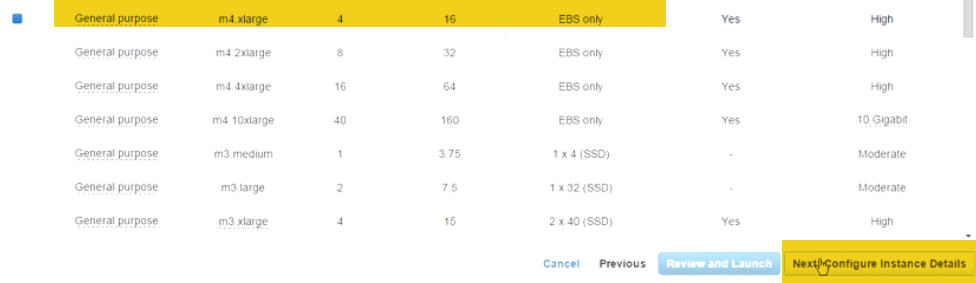 General purpose m4.xlarge 4 16 EBS only Yes High
General purpose m4.2xlarge 8 32 EBS only Yes High
General purpose m4.4xlarge 16 64 EBS only Yes High
General purpose m4.10xlarge 40 160 EBS only Yes 10 Gigabit
General purpose m3.medium 1 3.75 1 x 4 (SSD) - Moderate
General purpose m3.large 2 7.5 1 x 32 (SSD) - Moderate
General purpose m3.xlarge 4 15 2 x 40 (SSD) Yes High
Cancel Previous Review and Launch Next: Configure Instance Details